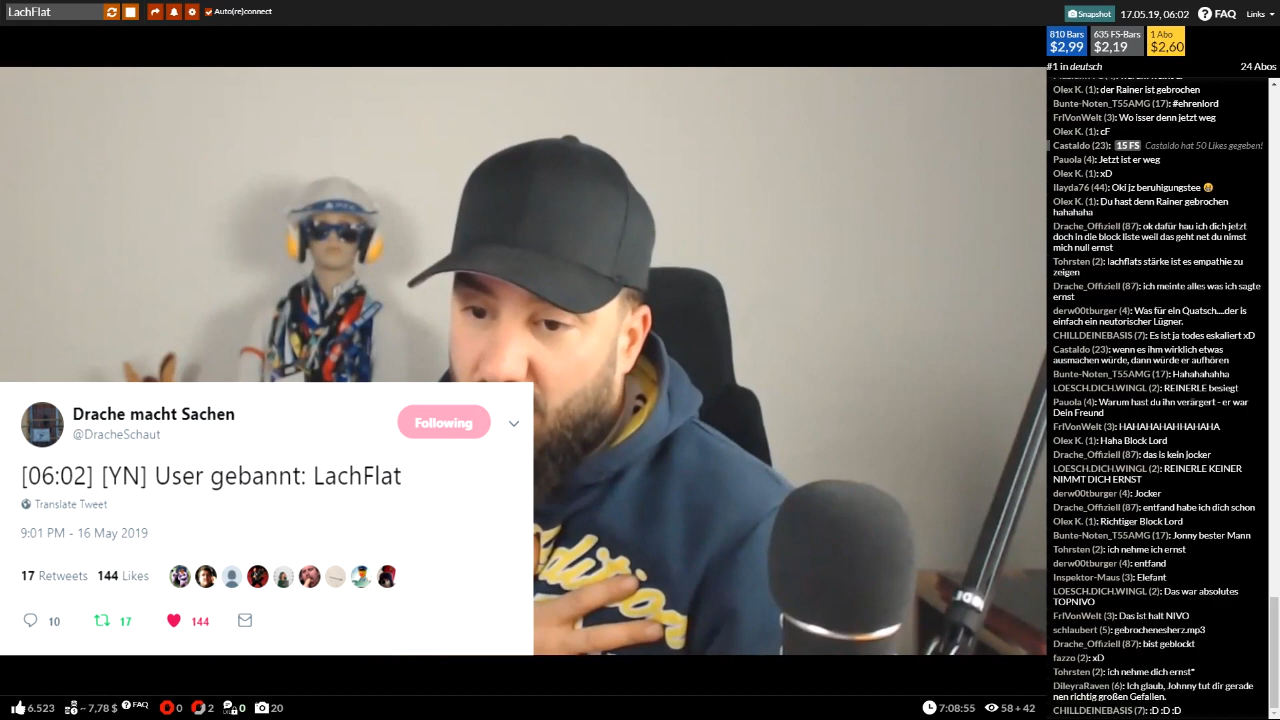 LachFlat
Auto(re)connect
Snapshot
17.05.19, 06:02
FAQ
Links
810 Bars
$2,99
635 FS-Bars
$2,19
1 Abo
$2,60
#1 in deutsch
24 Abos
Olex K. (1): der Rainer ist gebrochen
Bunte-Noten_T55AMG (17): #ehrenlord
FrlVonWelt (3): Wo isser denn jetzt weg
Olex K. (1): cF
Castaldo (23): 15 FS Castaldo hat 50 Likes gegeben!
Pauola (4): Jetzt ist er weg
Olex K. (1): xD
Ilayda76 (44): Oki jz beruhigungstee
Olex K. (1): Du hast denn Rainer gebrochen
hahahaha
Drache_Offiziell (87): ok dafür hau ich dich jetzt
doch in die block liste weil das geht net du nimst
mich null ernst
Tohrsten (2): lachflats stärke ist es empathie zu
zeigen
Drache_Offiziell (87): ich meinte alles was ich sagte
ernst
derw00tburger (4): Was für ein Quatsch....der is
einfach ein neutorischer Lügner.
CHILLDEINEBASIS (7): Es ist ja todes eskaliert xD
Castaldo (23): wenn es ihm wirklich etwas
ausmachen würde, dann würde er aufhören
Bunte-Noten_T55AMG (17): Hahahahahha
LOESCH.DICH.WINGL (2): REINERLE besiegt
Pauola (4): Warum hast du ihn verärgert - er war
Dein Freund
FrlVonWelt (3): HAHAHAHAHHAHAHA
Olex K. (1): Haha Block Lord
Drache_Offiziell (87): das is kein jocker
LOESCH.DICH.WINGL (2): REINERLE KEINER
NIMMT DICH ERNST
derw00tburger (4): Jocker
Drache_Offiziell (87): entfand habe ich dich schon
Olex K. (1): Richtiger Block Lord
Bunte-Noten_T55AMG (17): Jonny bester Mann
Tohrsten (2): ich nehme ich ernst
derw00tburger (4): entfand
Inspektor-Maus (3): Elefant
LOESCH.DICH.WINGL (2): Das war absolutes
TOPNIVO
FrlVonWelt (3): Das ist halt NIVO
schlaubert (5): gebrochenesherz.mp3
Drache_Offiziell (87): bist geblockt
fazzo (2): xD
Tohrsten (2): ich nehme dich ernst*
DileyraRaven (6): Ich glaub, Johnny tut dir gerade
nen richtig großen Gefallen.
CHILLDEINEBASIS (7): :D :D :D
Drache macht Sachen
@DracheSchaut
Following
[06:02] [YN] User gebannt: LachFlat
Translate Tweet
9:01 PM - 16 May 2019
17 Retweets 144 Likes
10 17 144
6.523
~ 7,78 $
FAQ
0
2
0
20
7:08:55
58 + 42